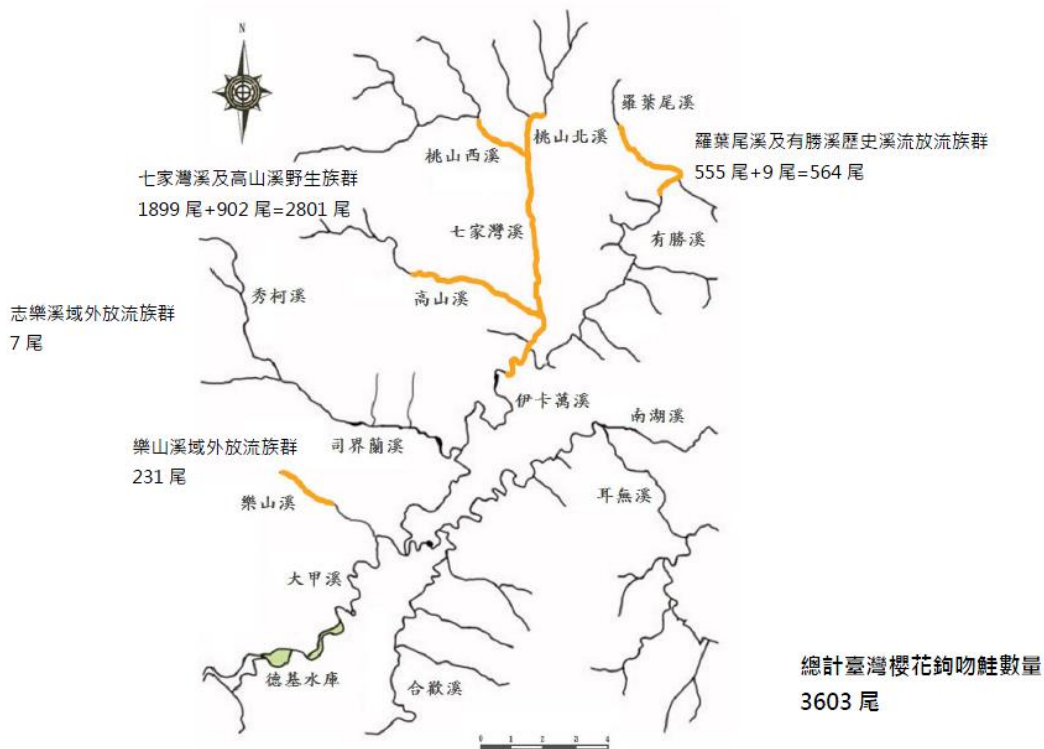 N
羅葉尾溪
桃山北溪
桃山西溪
羅葉尾溪及有勝溪歷史溪流放流族群
555 尾+9 尾=564 尾
七家灣溪及高山溪野生族群
1899 尾+902 尾=2801 尾
七家灣溪
有勝溪
秀柯溪
高山溪
志樂溪域外放流族群
7 尾
伊卡萬溪
南湖溪
司界蘭溪
樂山溪域外放流族群
231 尾
樂山溪
耳無溪
大甲溪
德基水庫
合歡溪
總計臺灣櫻花鉤吻鮭數量
3603 尾
0 1 2 3 4